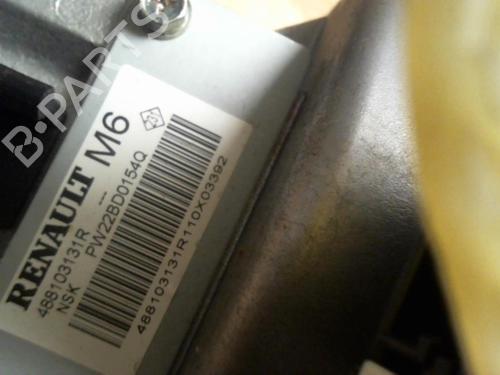 RENAULT M6
488103131R ---
NSK PW22BD0154Q
488103131R110X03392
B-PARTS